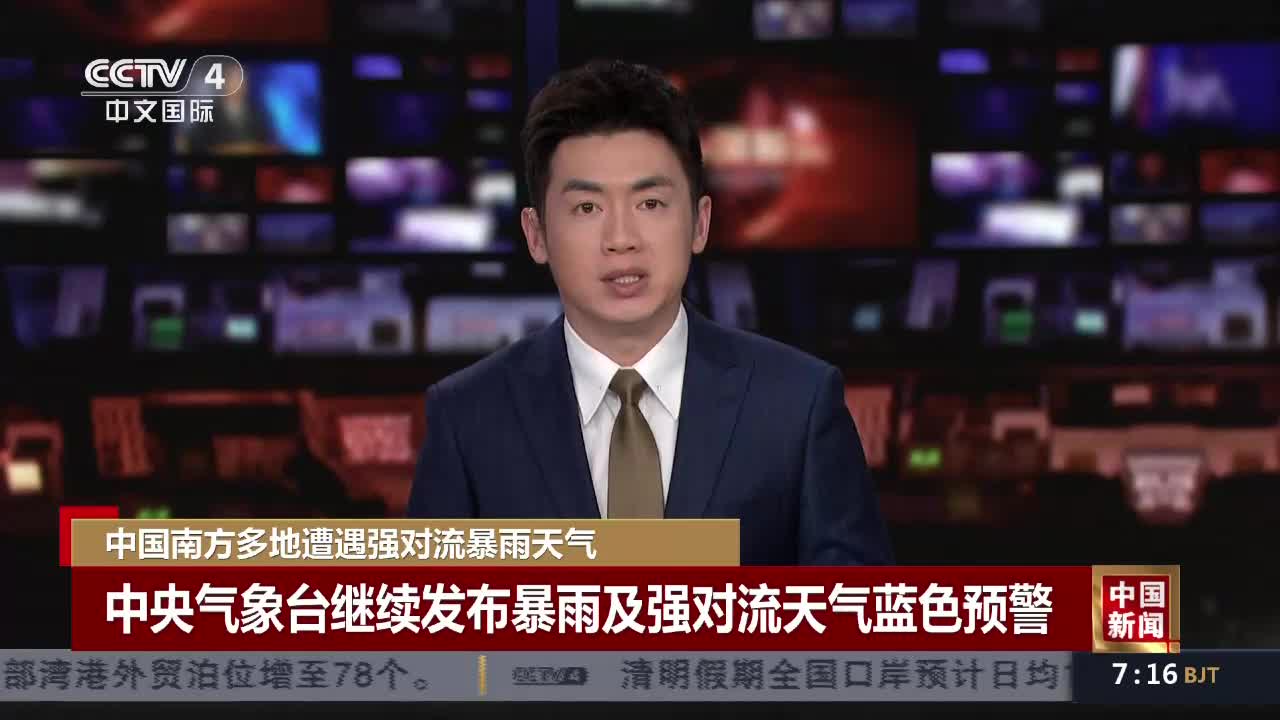 CCTV 4
中文国际
中国南方多地遭遇强对流暴雨天气
中央气象台继续发布暴雨及强对流天气蓝色预警
中国
新闻
部湾港外贸泊位增至78个。 CCTV 4 清明假期全国口岸预计日均
7:16 BJT